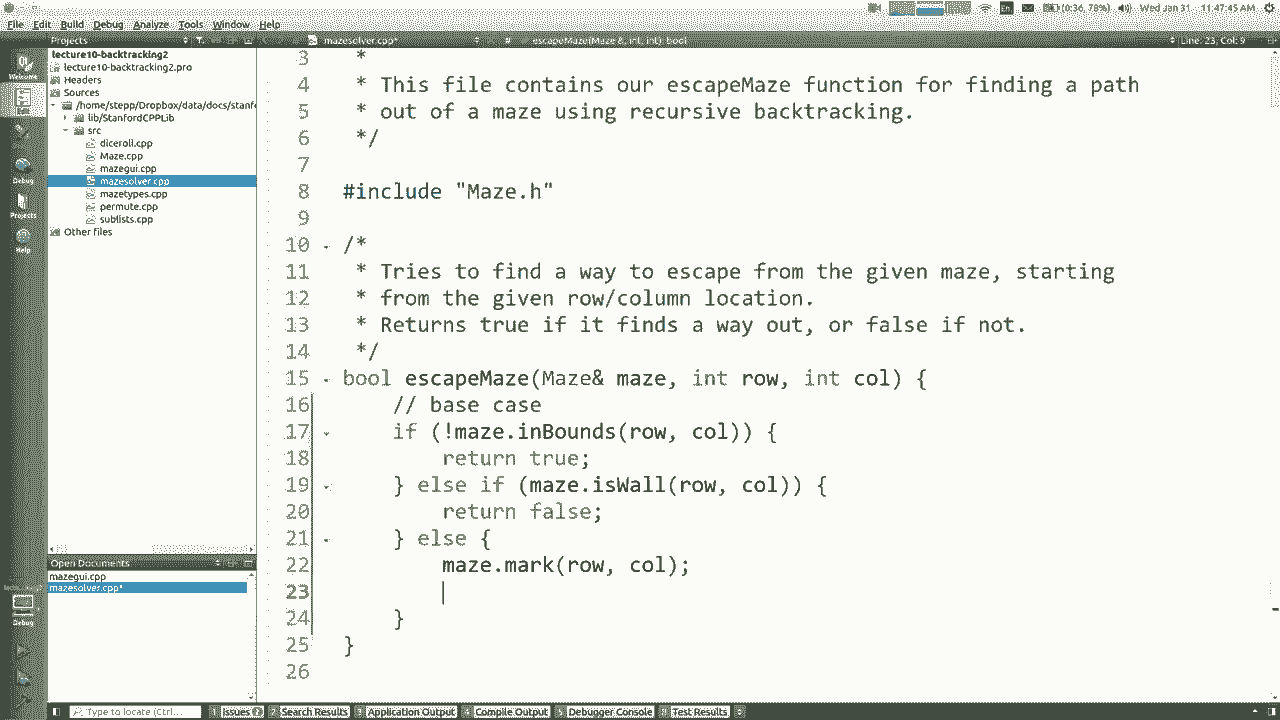 (0:36, 78%) Wed Jan 31 11:47:45 AM
File Edit Build Debug Analyze Tools Window Help
Projects
mazesolver.cpp*
# escapeMaze(Maze &, int, int): bool
Line: 23, Col: 9
Welcome
Debug
Projects
Help
Debug
lecture10-backtracking2
lecture10-backtracking2.pro
Headers
Sources
/home/stepp/Dropbox/data/docs/stanf
lib/StanfordCPPLib
src
diceroll.cpp
Maze.cpp
mazegui.cpp
mazesolver.cpp
mazetypes.cpp
permute.cpp
sublists.cpp
Other files
Open Documents
mazegui.cpp
mazesolver.cpp*
3 *
4 * This file contains our escapeMaze function for finding a path
5 * out of a maze using recursive backtracking.
6 */
7
8 #include "Maze.h"
9
10 /*
11 * Tries to find a way to escape from the given maze, starting
12 * from the given row/column location.
13 * Returns true if it finds a way out, or false if not.
14 */
15 bool escapeMaze(Maze& maze, int row, int col) {
16 // base case
17 if (!maze.inBounds(row, col)) {
18 return true;
19 } else if (maze.isWall(row, col)) {
20 return false;
21 } else {
22 maze.mark(row, col);
23
24 }
25 }
26
Type to locate (Ctrl... 1 Issues 2 2 Search Results 3 Application Output 4 Compile Output 5 Debugger Console 8 Test Results